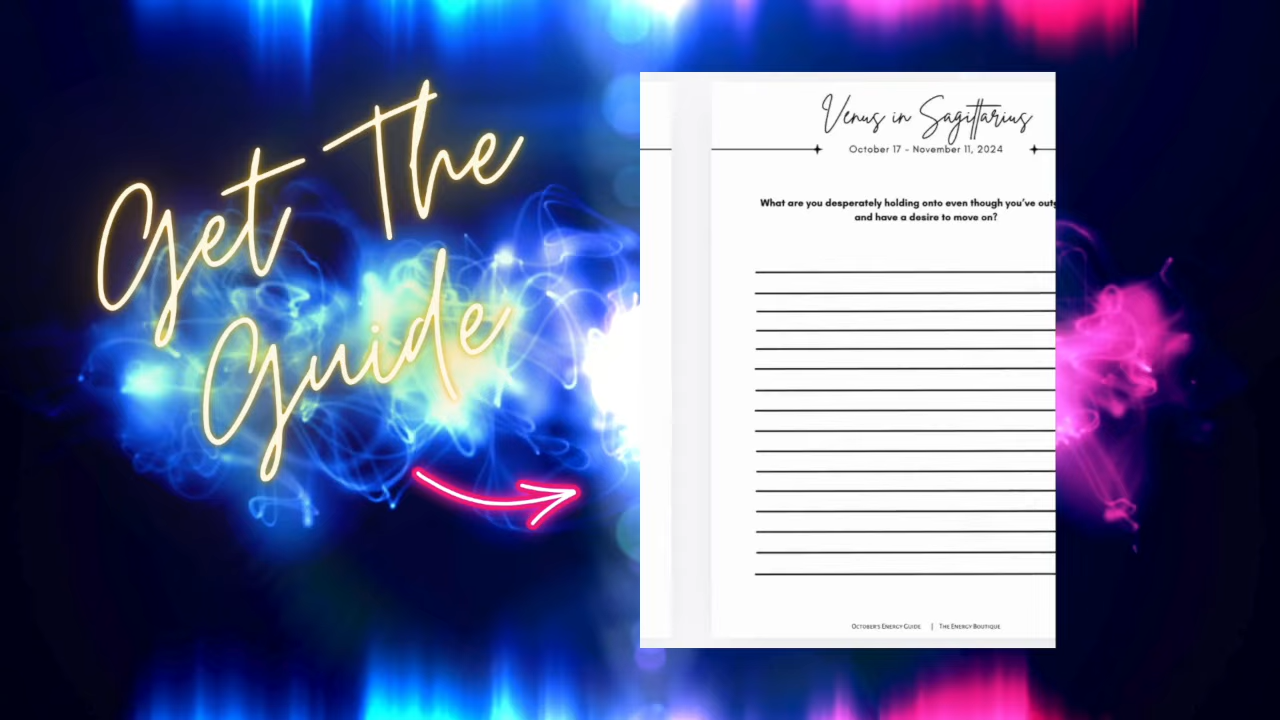 Get The
Guide
Venus in Sagittarius
October 17 - November 11, 2024
What are you desperately holding onto even though you've
and have a desire to move on?
October's Energy Guide | The Energy Boutique